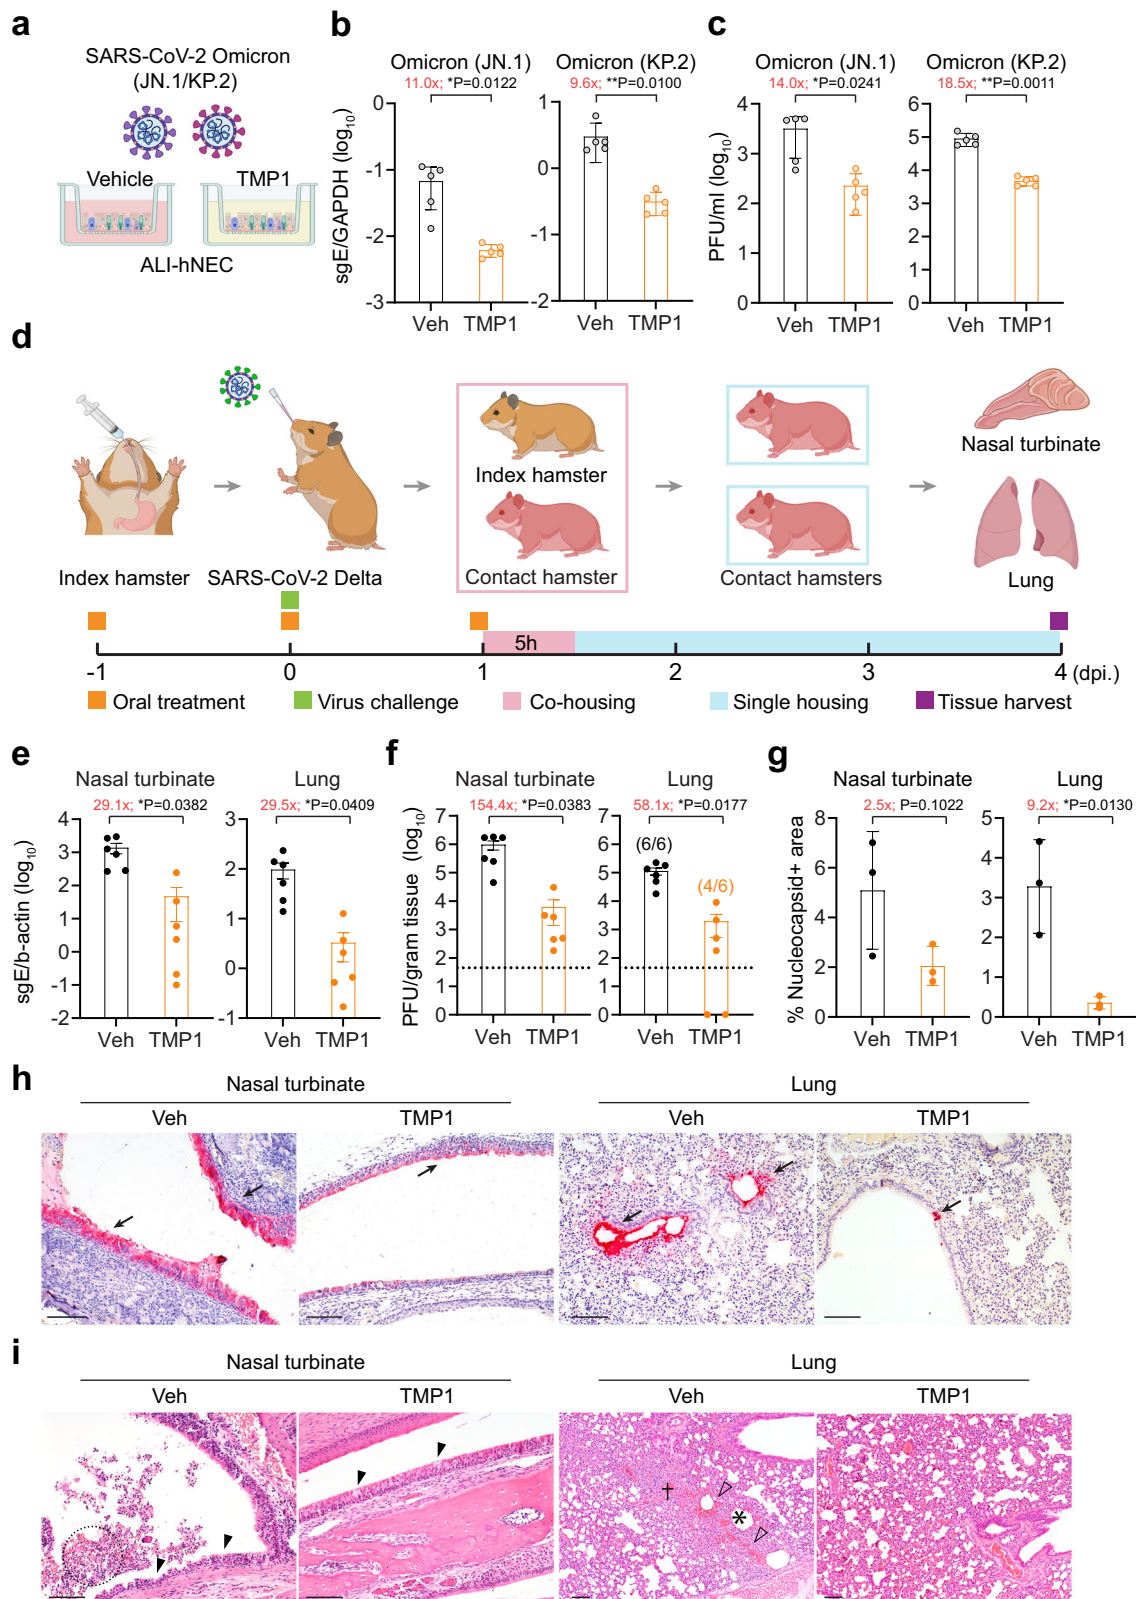 a
SARS-CoV-2 Omicron
(JN.1/KP.2)
Vehicle
TMP1
ALI-hNEC
b
Omicron (JN.1)
11.0x; *P=0.0122
sgE/GAPDH (log10)
0
-1
-2
-3
Veh TMP1
Omicron (KP.2)
9.6x; **P=0.0100
1
0
-1
-2
Veh TMP1
c
Omicron (JN.1)
14.0x; *P=0.0241
PFU/ml (log10)
4
3
2
1
0
Veh TMP1
Omicron (KP.2)
18.5x; **P=0.0011
6
5
4
3
2
1
0
Veh TMP1
d
Index hamster
SARS-CoV-2 Delta
Index hamster
Contact hamster
Contact hamsters
Nasal turbinate
Lung
5h
-1 0 1 2 3 4 (dpi.)
Oral treatment
Virus challenge
Co-housing
Single housing
Tissue harvest
e
Nasal turbinate
29.1x; *P=0.0382
sgE/b-actin (log10)
4
3
2
1
0
-1
-2
Veh TMP1
Lung
29.5x; *P=0.0409
3
2
1
0
-1
Veh TMP1
f
Nasal turbinate
154.4x; *P=0.0383
PFU/gram tissue (log10)
7
6
5
4
3
2
1
0
Veh TMP1
Lung
58.1x; *P=0.0177
7
6
5
4
3
2
1
0
(6/6)
(4/6)
Veh TMP1
g
Nasal turbinate
2.5x; P=0.1022
% Nucleocapsid+ area
8
6
4
2
0
Veh TMP1
Lung
9.2x; *P=0.0130
5
4
3
2
1
0
Veh TMP1
h
Nasal turbinate
Lung
Veh
TMP1
Veh
TMP1
i
Nasal turbinate
Lung
Veh
TMP1
Veh
TMP1
†
*